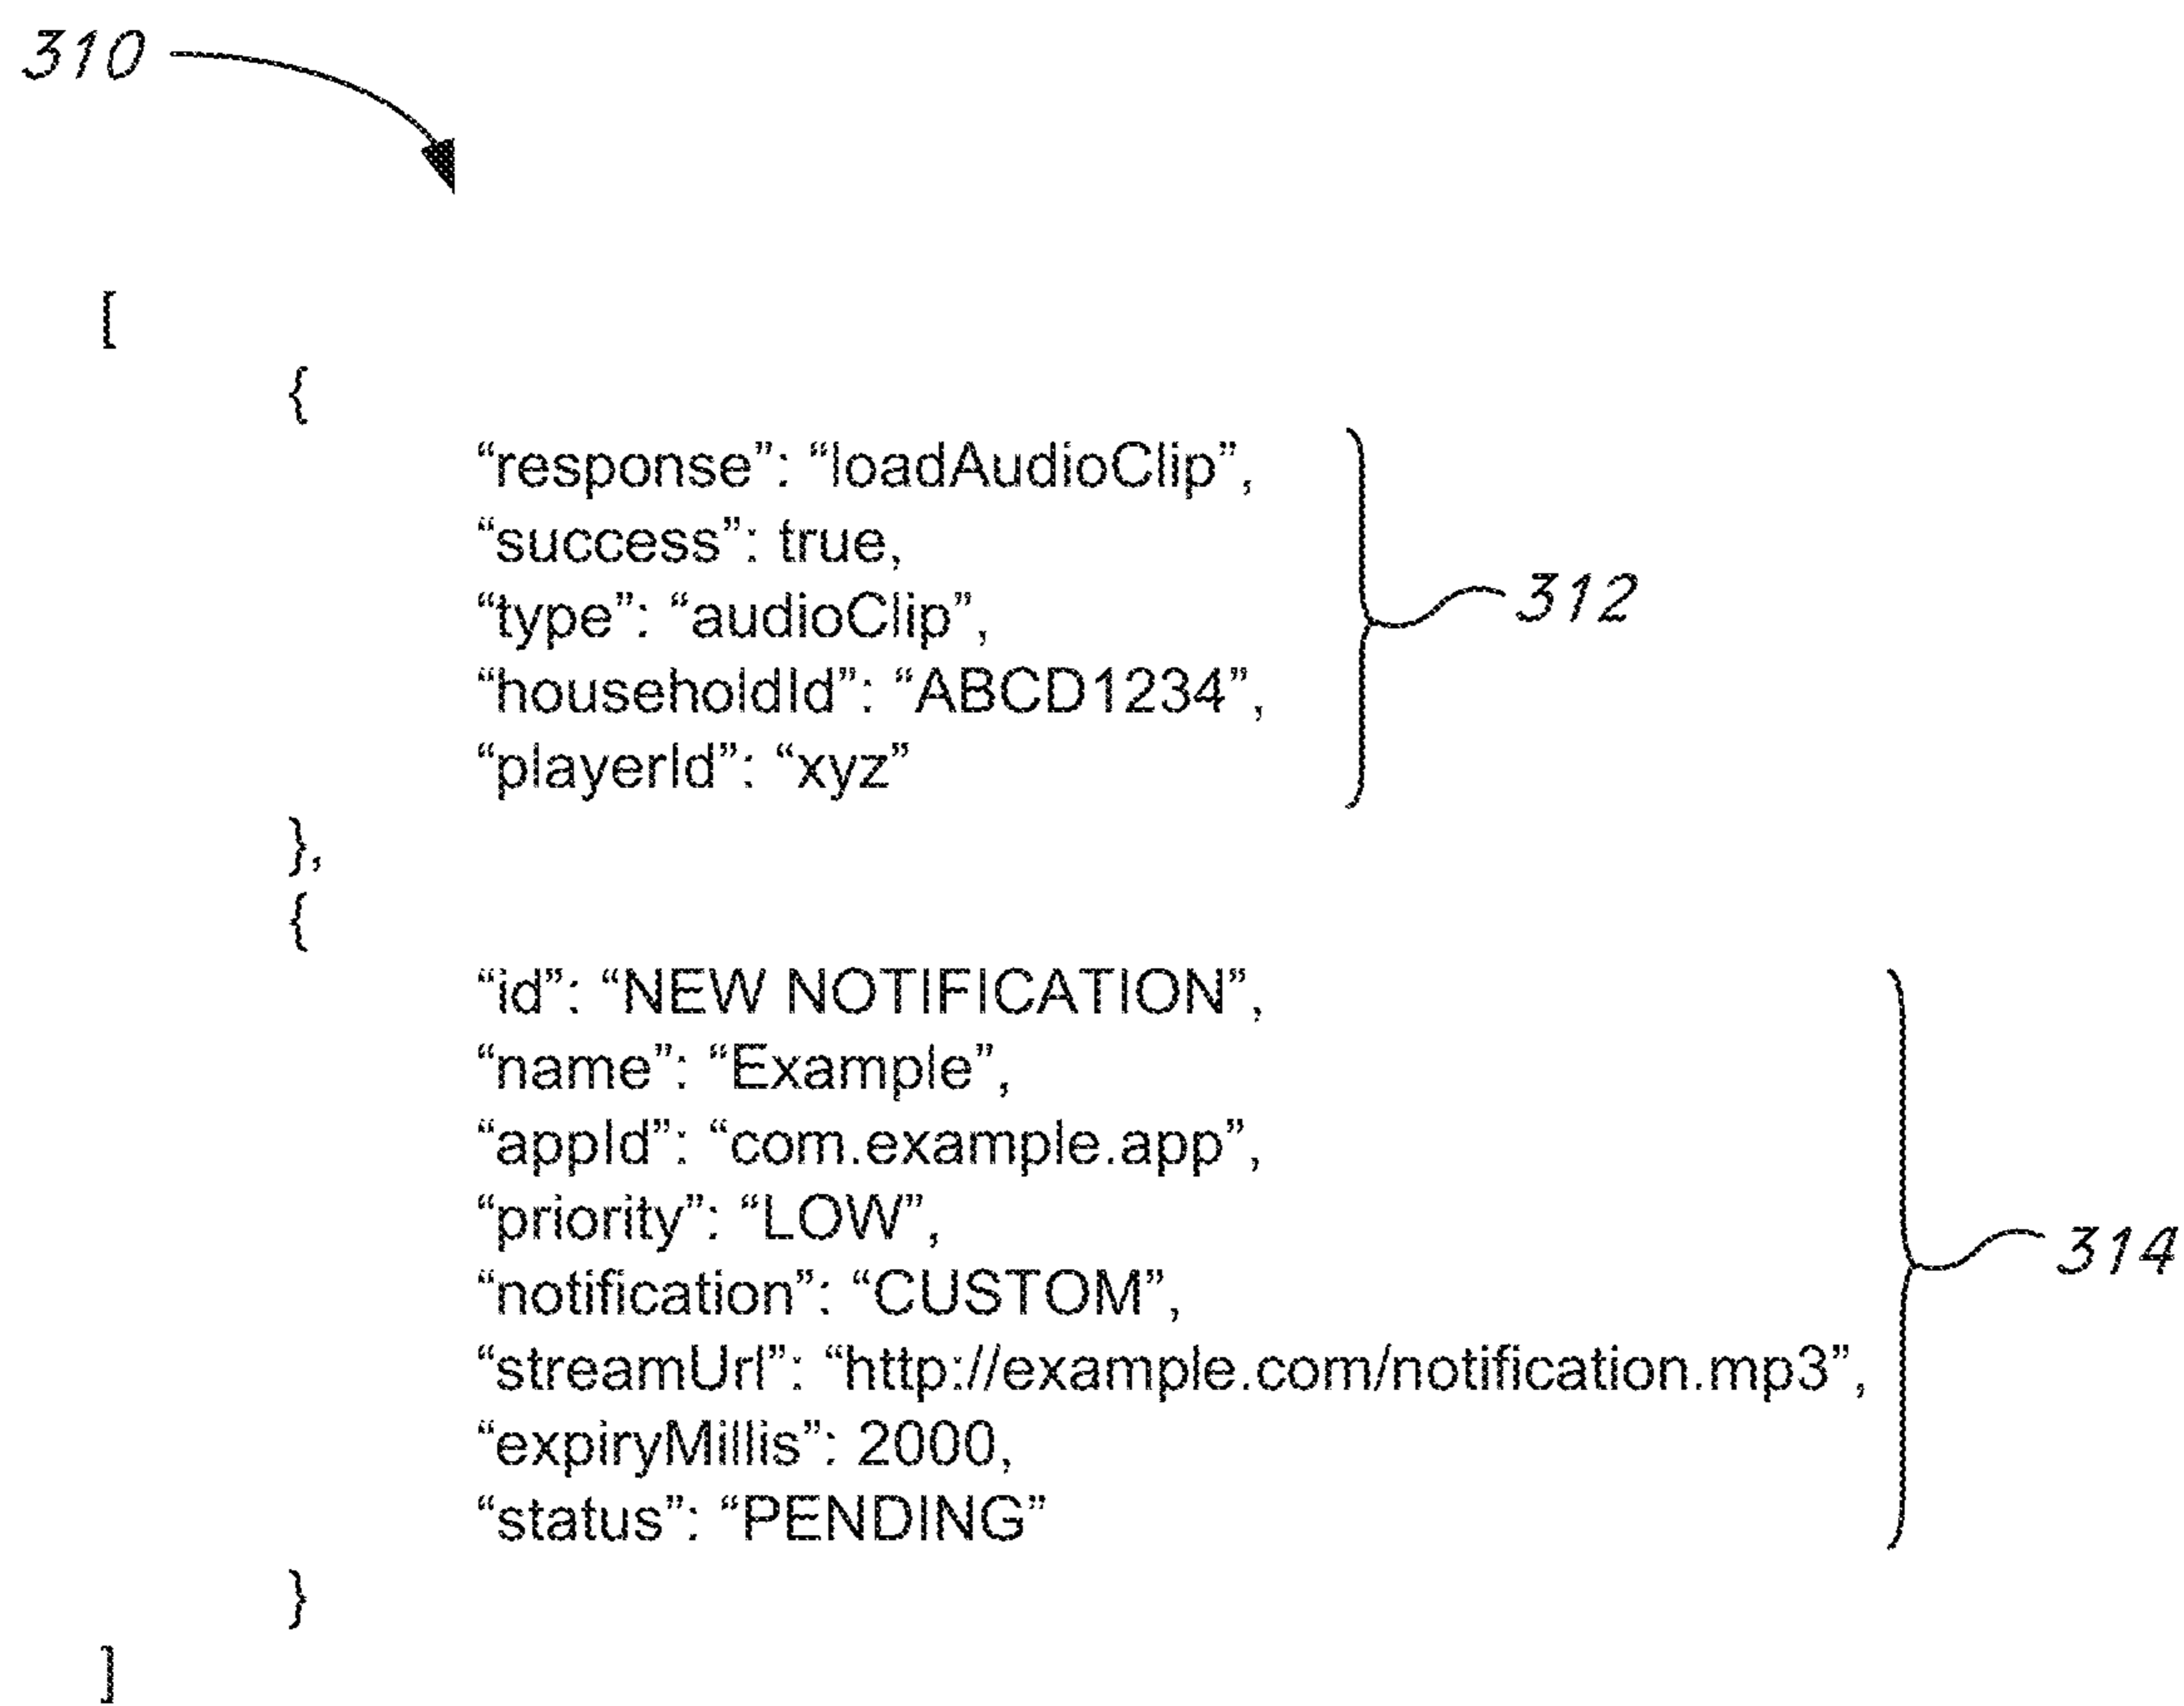 310
[
{
“response”: “loadAudioClip”,
“success”: true,
“type”: “audioClip”,
“householdId”: “ABCD1234”,
“playerId”: “xyz”
312
},
{
“id”: “NEW NOTIFICATION”,
“name”: “Example”,
“appId”: “com.example.app”,
“priority”: “LOW”,
“notification”: “CUSTOM”,
“streamUrl”: “http://example.com/notification.mp3”,
“expiryMillis”: 2000,
“status”: “PENDING”
314
}
]